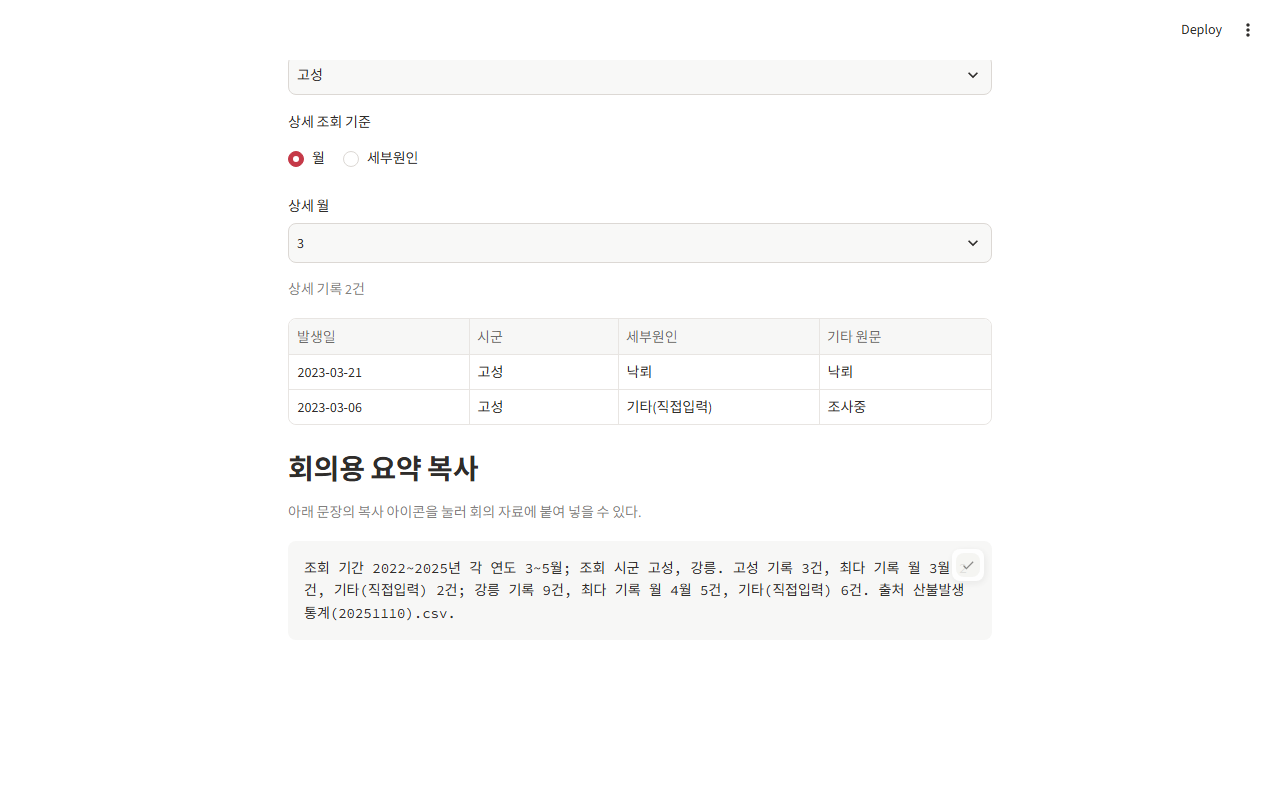 Deploy
고성
상세 조회 기준
월 세부원인
상세 월
3
상세 기록 2건
발생일 시군 세부원인 기타 원문
2023-03-21 고성 낙뢰 낙뢰
2023-03-06 고성 기타(직접입력) 조사중
회의용 요약 복사
아래 문장의 복사 아이콘을 눌러 회의 자료에 붙여 넣을 수 있다.
조회 기간 2022~2025년 각 연도 3~5월; 조회 시군 고성, 강릉. 고성 기록 3건, 최다 기록 월 3월
건, 기타(직접입력) 2건; 강릉 기록 9건, 최다 기록 월 4월 5건, 기타(직접입력) 6건. 출처 산불발생
통계(20251110).csv.